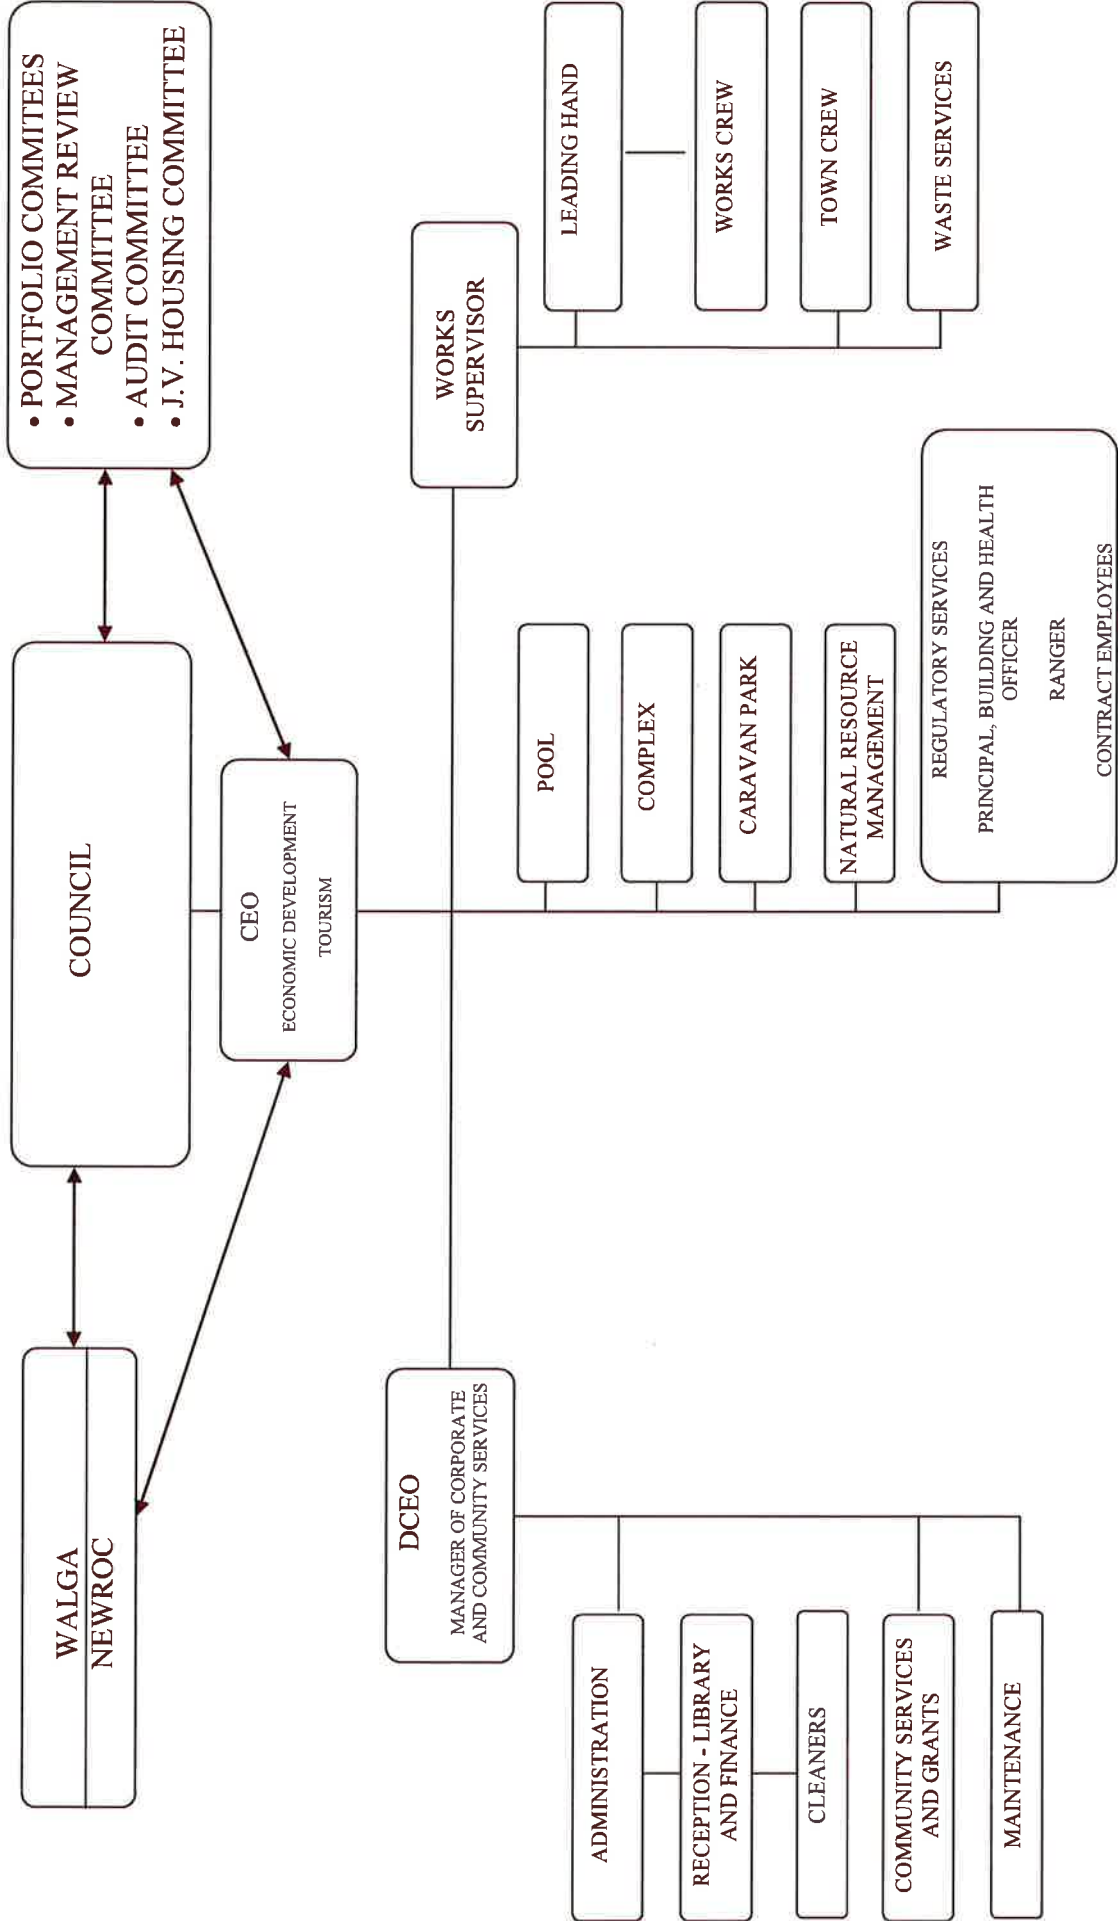 WALGA
NEWROC
COUNCIL
• PORTFOLIO COMMITEES
• MANAGEMENT REVIEW
COMMITTEE
• AUDIT COMMITTEE
• J.V. HOUSING COMMITTEE
CEO
ECONOMIC DEVELOPMENT
TOURISM
DCEO
MANAGER OF CORPORATE
AND COMMUNITY SERVICES
WORKS
SUPERVISOR
ADMINISTRATION
RECEPTION - LIBRARY
AND FINANCE
CLEANERS
COMMUNITY SERVICES
AND GRANTS
MAINTENANCE
POOL
COMPLEX
CARAVAN PARK
NATURAL RESOURCE
MANAGEMENT
REGULATORY SERVICES
PRINCIPAL, BUILDING AND HEALTH
OFFICER
RANGER
CONTRACT EMPLOYEES
LEADING HAND
WORKS CREW
TOWN CREW
WASTE SERVICES